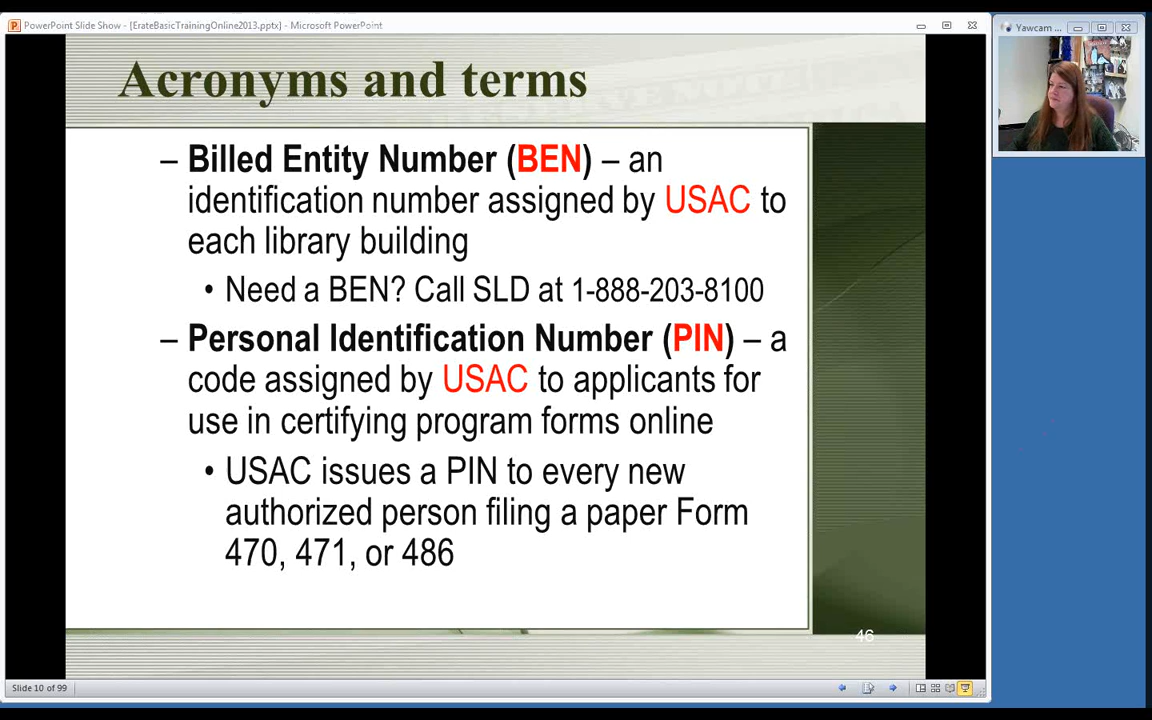 PowerPoint Slide Show - [ErateBasicTrainingOnline2013.pptx] - Microsoft PowerPoint
Yawcam ...
Acronyms and terms
– Billed Entity Number (BEN) – an
identification number assigned by USAC to
each library building
• Need a BEN? Call SLD at 1-888-203-8100
– Personal Identification Number (PIN) – a
code assigned by USAC to applicants for
use in certifying program forms online
• USAC issues a PIN to every new
authorized person filing a paper Form
470, 471, or 486
46
Slide 10 of 99